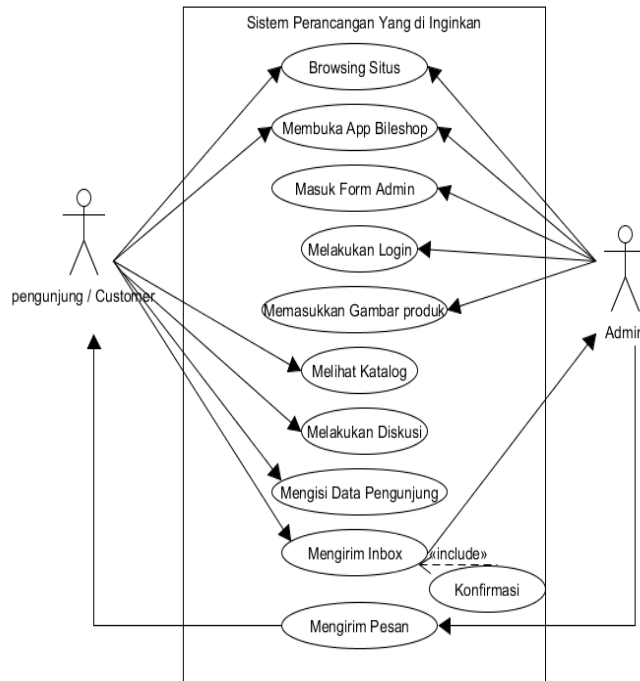 Sistem Perancangan Yang di Inginkan
Browsing Situs
Membuka App Bileshop
Masuk Form Admin
Melakukan Login
pengunjung / Customer
Memasukkan Gambar produk
Admin
Melihat Katalog
Melakukan Diskusi
Mengisi Data Pengunjung
Mengirim Inbox
«include»
Konfirmasi
Mengirim Pesan